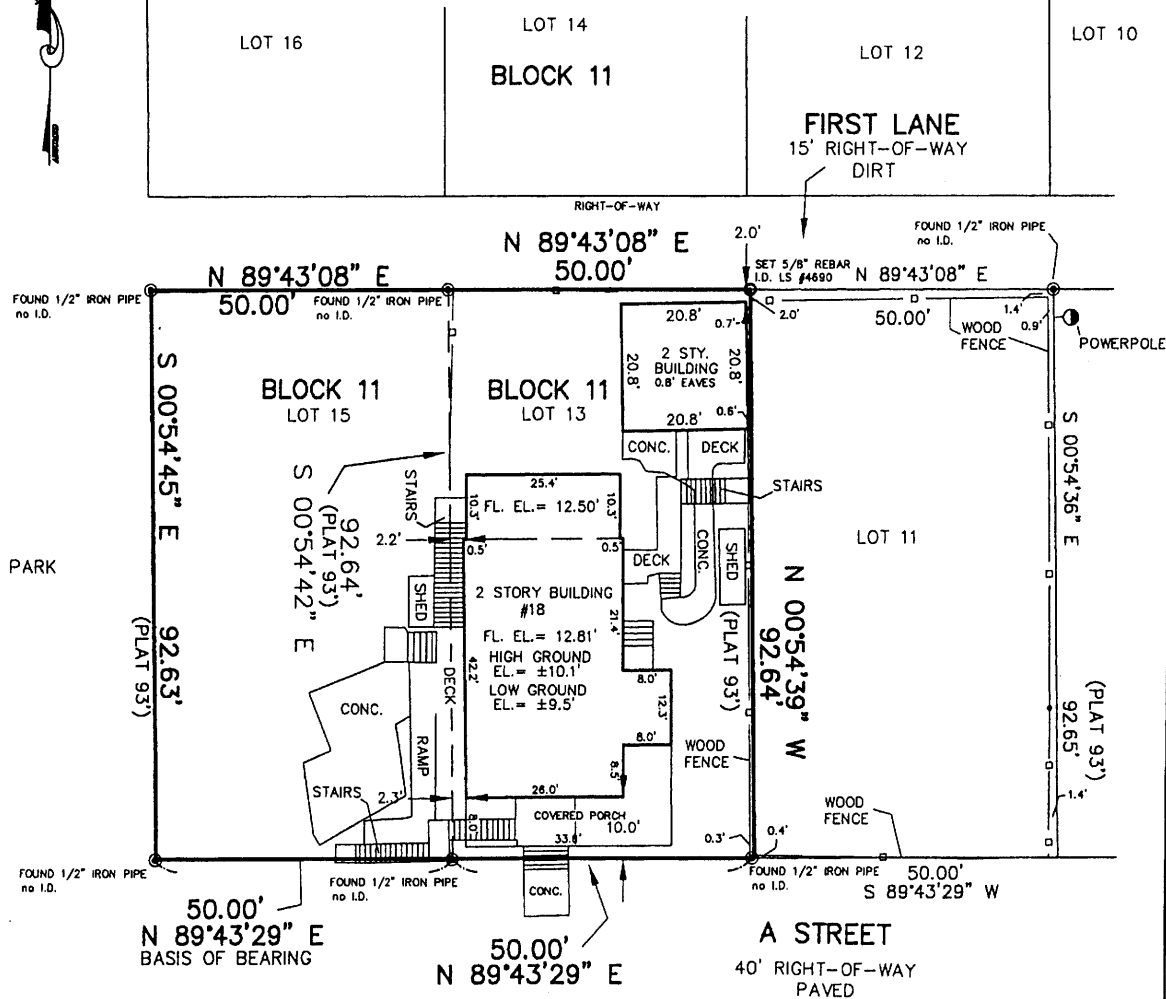 LOT 16
LOT 14
LOT 12
LOT 10
BLOCK 11
FIRST LANE
15' RIGHT-OF-WAY
DIRT
RIGHT-OF-WAY
N 89°43'08" E
50.00'
2.0'
FOUND 1/2" IRON PIPE
no I.D.
N 89°43'08" E
50.00'
SET 5/8" REBAR
I.D. LS #4690
N 89°43'08" E
50.00'
FOUND 1/2" IRON PIPE
no I.D.
FOUND 1/2" IRON PIPE
no I.D.
2.0'
1.4'
0.9'
WOOD
FENCE
POWERPOLE
20.8'
0.7'
2 STY.
BUILDING
0.8' EAVES
20.8'
20.8'
20.8'
0.6'
BLOCK 11
LOT 15
BLOCK 11
LOT 13
S 00°54'45" E
92.63'
(PLAT 93')
PARK
92.64'
(PLAT 93')
S 00°54'42" E
CONC.
DECK
STAIRS
STAIRS
25.4'
10.3'
FL. EL.= 12.50'
10.3'
2.2'
0.5'
0.5'
DECK
CONC.
SHED
SHED
LOT 11
S 00°54'36" E
2 STORY BUILDING
#18
FL. EL.= 12.81'
HIGH GROUND
EL.= ±10.1'
LOW GROUND
EL.= ±9.5'
21.4'
42.2'
8.0'
12.3'
8.0'
8.5'
N 00°54'39" W
92.64'
(PLAT 93')
(PLAT 93')
92.65'
1.4'
CONC.
DECK
RAMP
STAIRS
2.3'
26.0'
WOOD
FENCE
COVERED PORCH
10.0'
8.0'
33.8'
0.3'
0.4'
WOOD
FENCE
FOUND 1/2" IRON PIPE
no I.D.
FOUND 1/2" IRON PIPE
no I.D.
FOUND 1/2" IRON PIPE
no I.D.
50.00'
S 89°43'29" W
CONC.
50.00'
N 89°43'29" E
BASIS OF BEARING
50.00'
N 89°43'29" E
A STREET
40' RIGHT-OF-WAY
PAVED